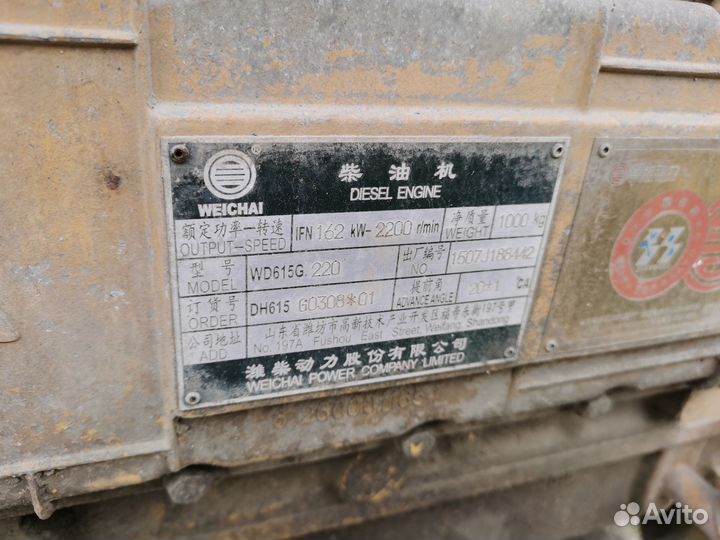 WEICHAI®
柴油机
DIESEL ENGINE
额定功率—转速 IFN 162 kW- 2200 r/min 净质量 1000 kg
OUTPUT-SPEED WEIGHT
型号 WD615G.220 出厂编号 1507J188442
MODEL NO
订货号 DH615 G0308*01 提前角 20±1 °CA
ORDER ADVANCE ANGLE
公司地址 山东省潍坊市高新技术产业开发区福寿东街197号甲
ADD No. 197A Fushou East Street, Weifang, Shandong
潍柴动力股份有限公司
WEICHAI POWER COMPANY LIMITED
Avito